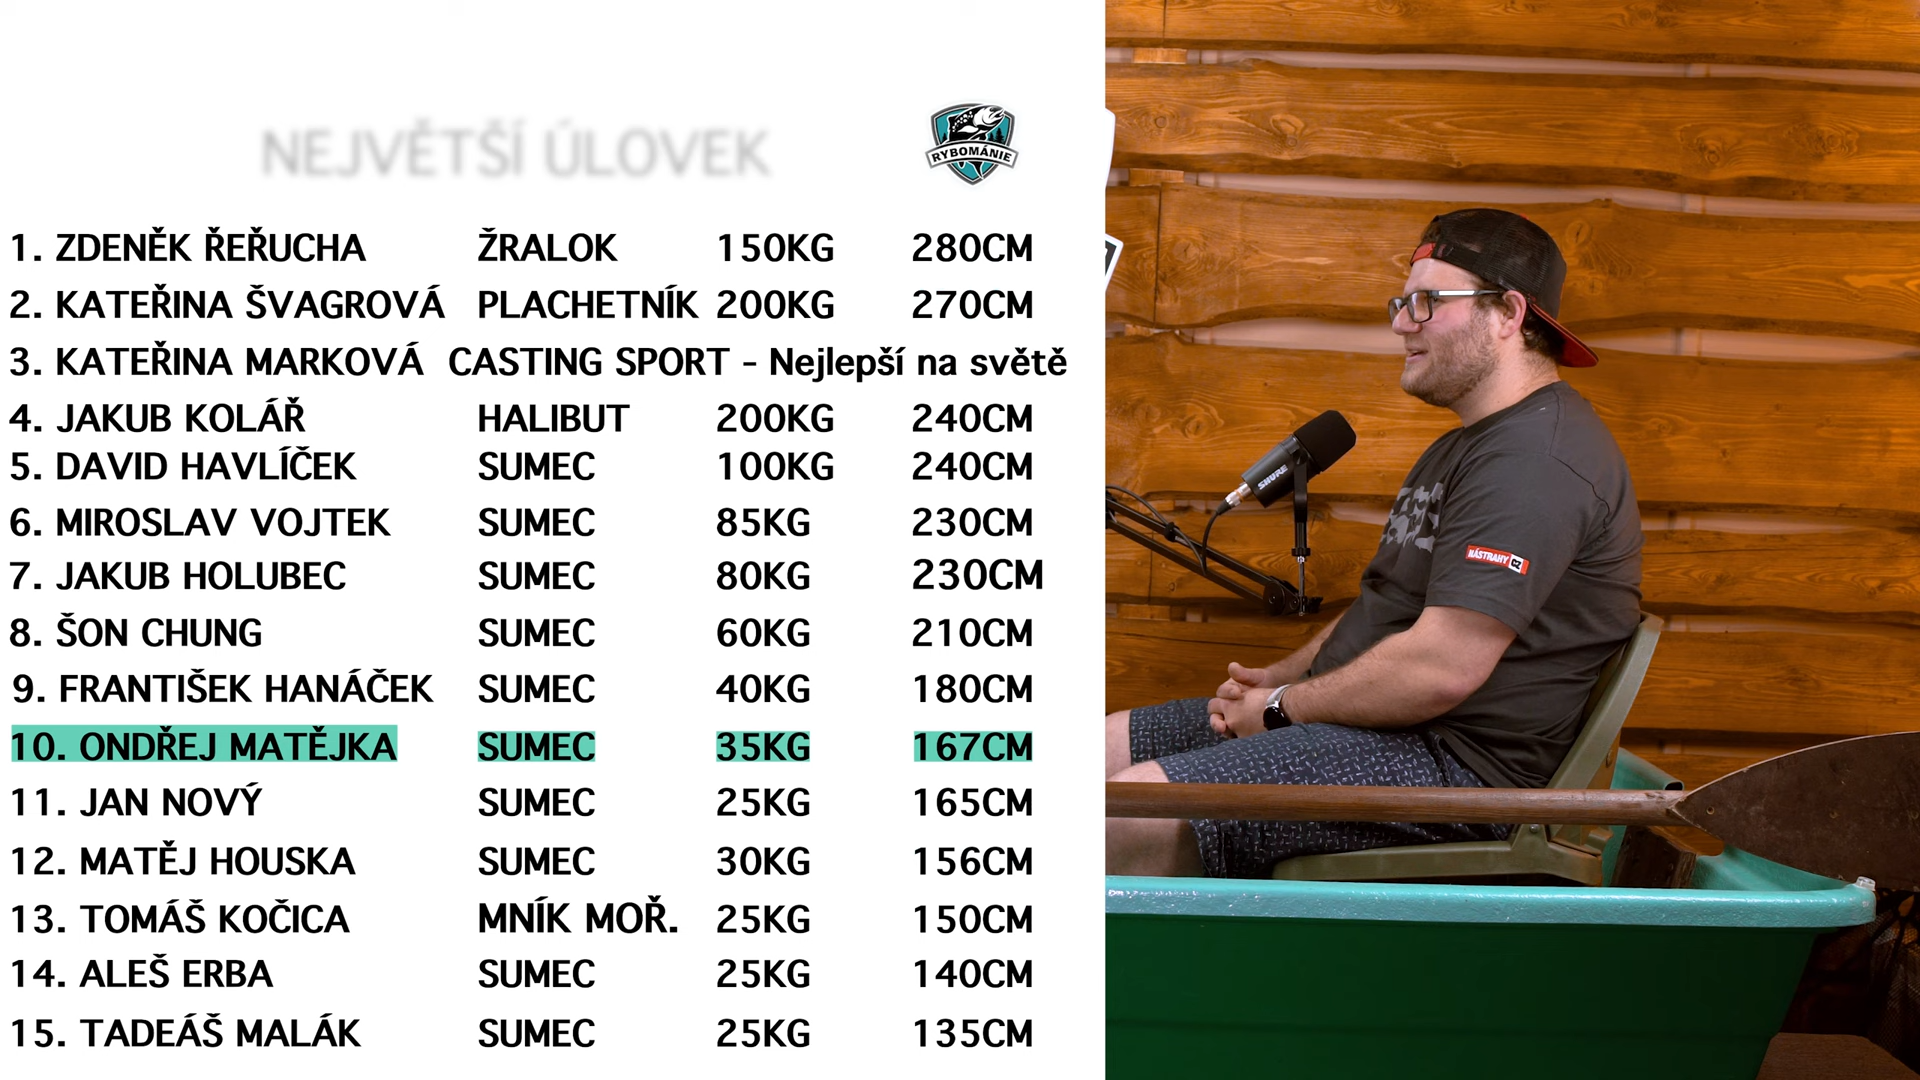 NEJVĚTŠÍ ÚLOVEK
RYBOMÁNIE
1. ZDENĚK ŘEŘUCHA ŽRALOK 150KG 280CM
2. KATEŘINA ŠVAGROVÁ PLACHETNÍK 200KG 270CM
3. KATEŘINA MARKOVÁ CASTING SPORT - Nejlepší na světě
4. JAKUB KOLÁŘ HALIBUT 200KG 240CM
5. DAVID HAVLÍČEK SUMEC 100KG 240CM
6. MIROSLAV VOJTEK SUMEC 85KG 230CM
7. JAKUB HOLUBEC SUMEC 80KG 230CM
8. ŠON CHUNG SUMEC 60KG 210CM
9. FRANTIŠEK HANÁČEK SUMEC 40KG 180CM
10. ONDŘEJ MATĚJKA SUMEC 35KG 167CM
11. JAN NOVÝ SUMEC 25KG 165CM
12. MATĚJ HOUSKA SUMEC 30KG 156CM
13. TOMÁŠ KOČICA MNÍK MOŘ. 25KG 150CM
14. ALEŠ ERBA SUMEC 25KG 140CM
15. TADEÁŠ MALÁK SUMEC 25KG 135CM
SHURE
NÁSTRAHY CZ